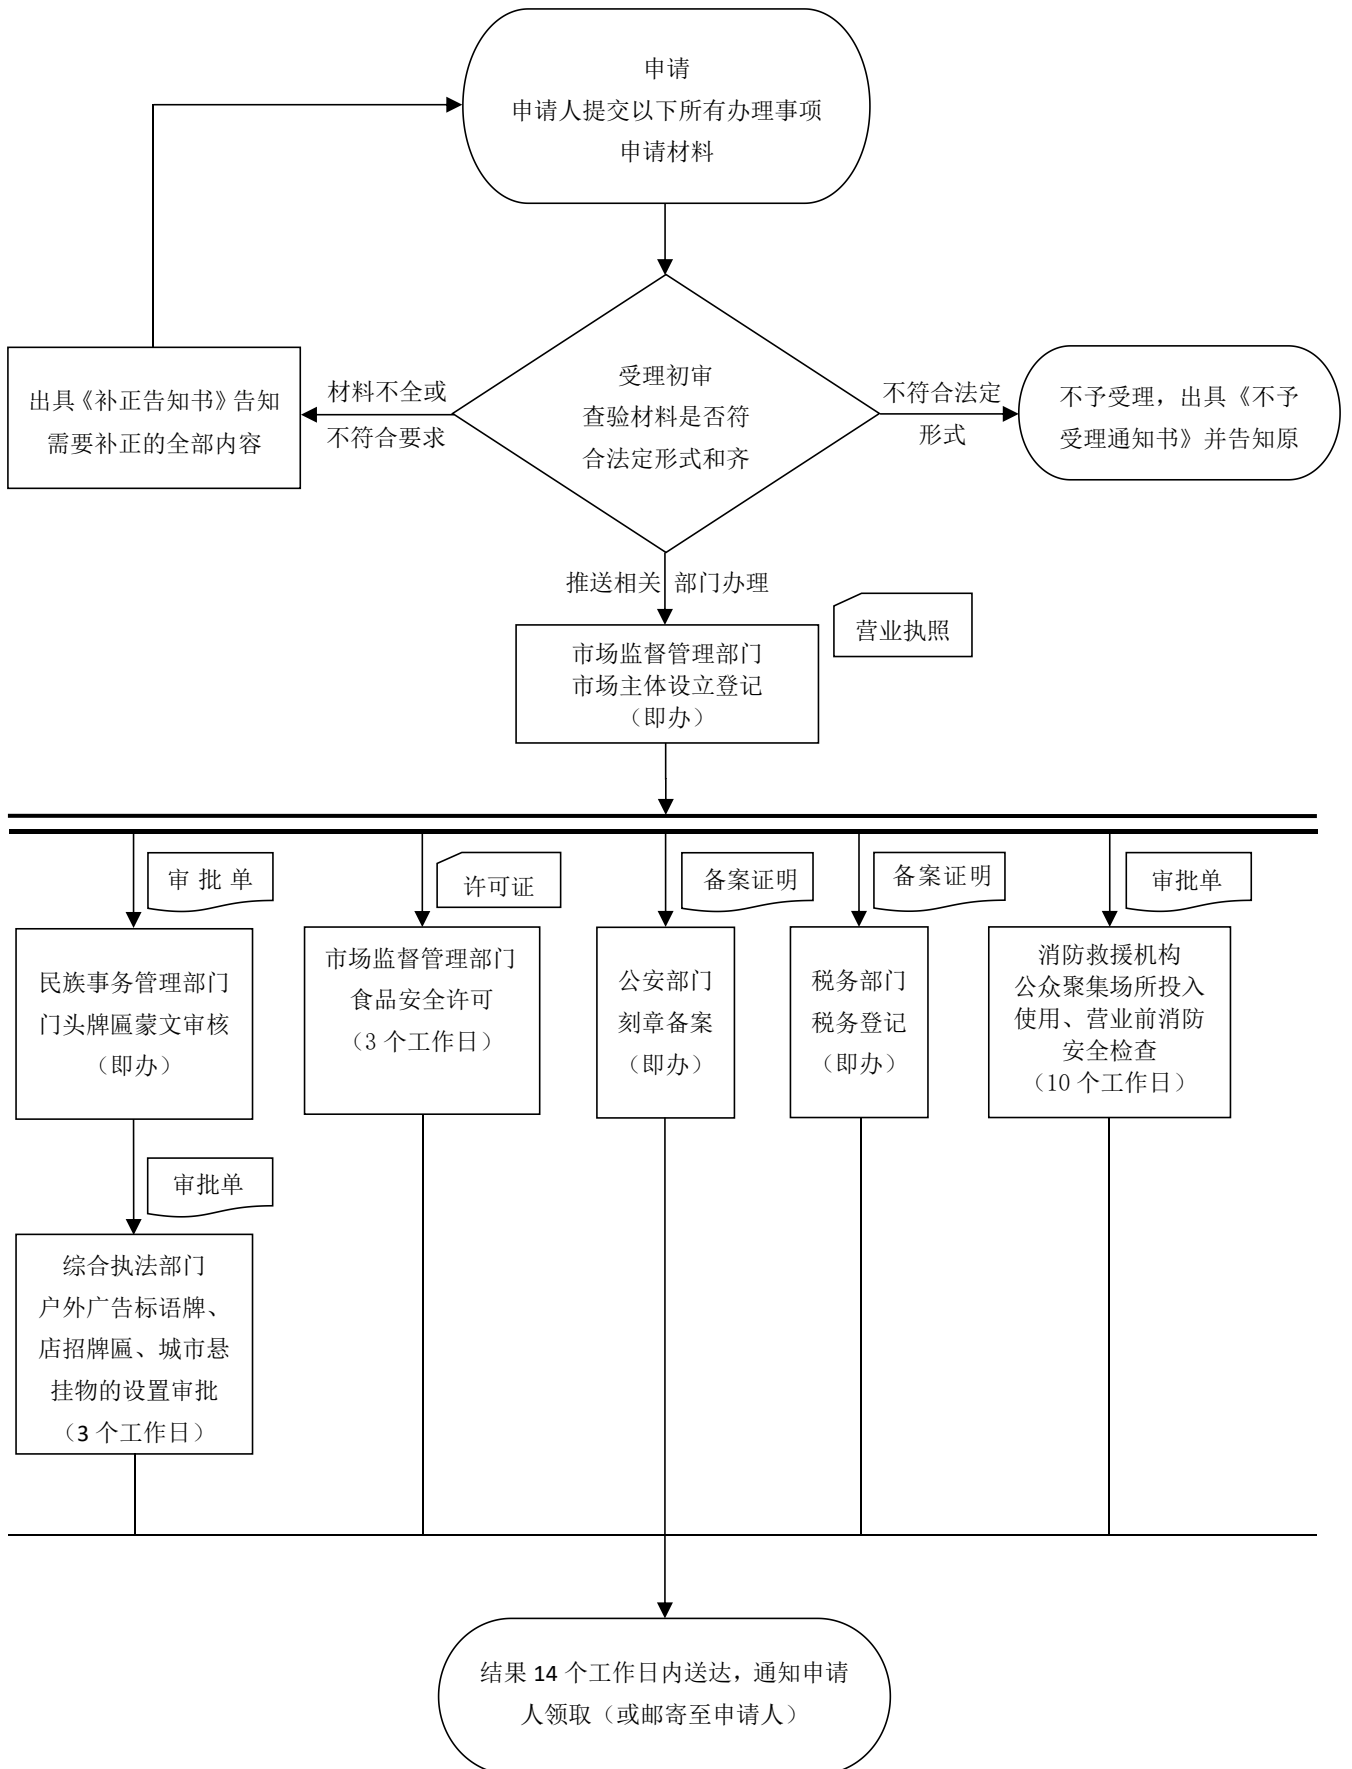 申请
申请人提交以下所有办理事项
申请材料
出具《补正告知书》告知
需要补正的全部内容
材料不全或
不符合要求
受理初审
查验材料是否符
合法定形式和齐
不符合法定
形式
不予受理，出具《不予
受理通知书》并告知原
推送相关 部门办理
营业执照
市场监督管理部门
市场主体设立登记
（即办）
审 批 单
许可证
备案证明
备案证明
审批单
民族事务管理部门
门头牌匾蒙文审核
（即办）
市场监督管理部门
食品安全许可
（3 个工作日）
公安部门
刻章备案
（即办）
税务部门
税务登记
（即办）
消防救援机构
公众聚集场所投入
使用、营业前消防
安全检查
（10 个工作日）
审批单
综合执法部门
户外广告标语牌、
店招牌匾、城市悬
挂物的设置审批
（3 个工作日）
结果 14 个工作日内送达，通知申请
人领取（或邮寄至申请人）